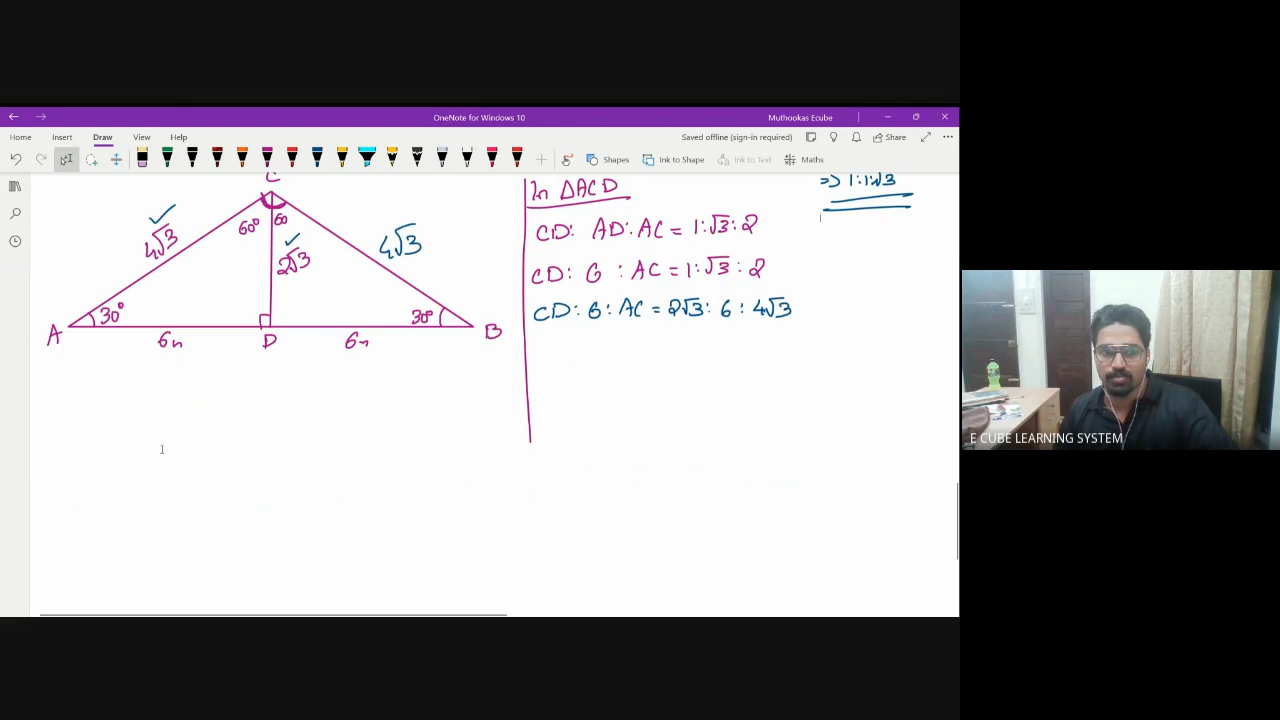 OneNote for Windows 10
Muthookas Ecube
Home Insert Draw View Help
Saved offline (sign-in required)
Share
Shapes
Ink to Shape
Ink to Text
Maths
C
60° 60
4√3
2√3
4√3
30°
30°
A
D
B
6m
6m
In ΔACD
CD: AD: AC = 1:√3:2
CD: 6 : AC = 1:√3:2
CD: 6: AC = 2√3: 6: 4√3
=> 1:1:√3
E CUBE LEARNING SYSTEM